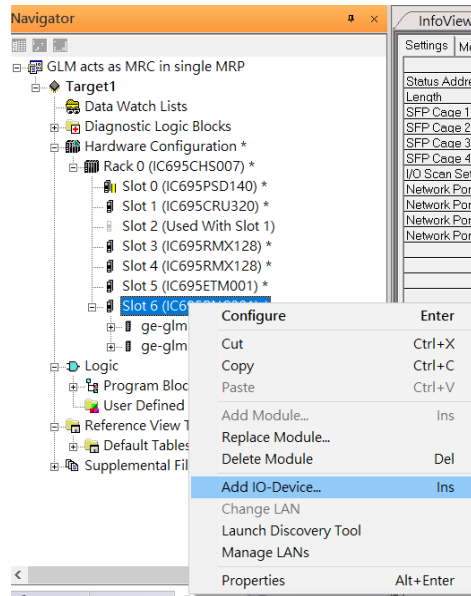 Navigator
InfoView
Settings
GLM acts as MRC in single MRP
Target1
Status Addre
Data Watch Lists
Length
SFP Cage 1
Diagnostic Logic Blocks
SFP Cage 2
Hardware Configuration *
SFP Cage 3
SFP Cage 4
Rack 0 (IC695CHS007) *
I/O Scan Set
Slot 0 (IC695PSD140) *
Network Por
Slot 1 (IC695CRU320) *
Network Por
Slot 2 (Used With Slot 1)
Network Por
Network Por
Slot 3 (IC695RMX128) *
Slot 4 (IC695RMX128) *
Slot 5 (IC695ETM001) *
Slot 6
ge-glm
ge-glm
Logic
Program Bloc
User Defined
Reference View T
Default Tables
Supplemental Fil
Configure Enter
Cut Ctrl+X
Copy Ctrl+C
Paste Ctrl+V
Add Module... Ins
Replace Module...
Delete Module Del
Add IO-Device... Ins
Change LAN
Launch Discovery Tool
Manage LANs
Properties Alt+Enter